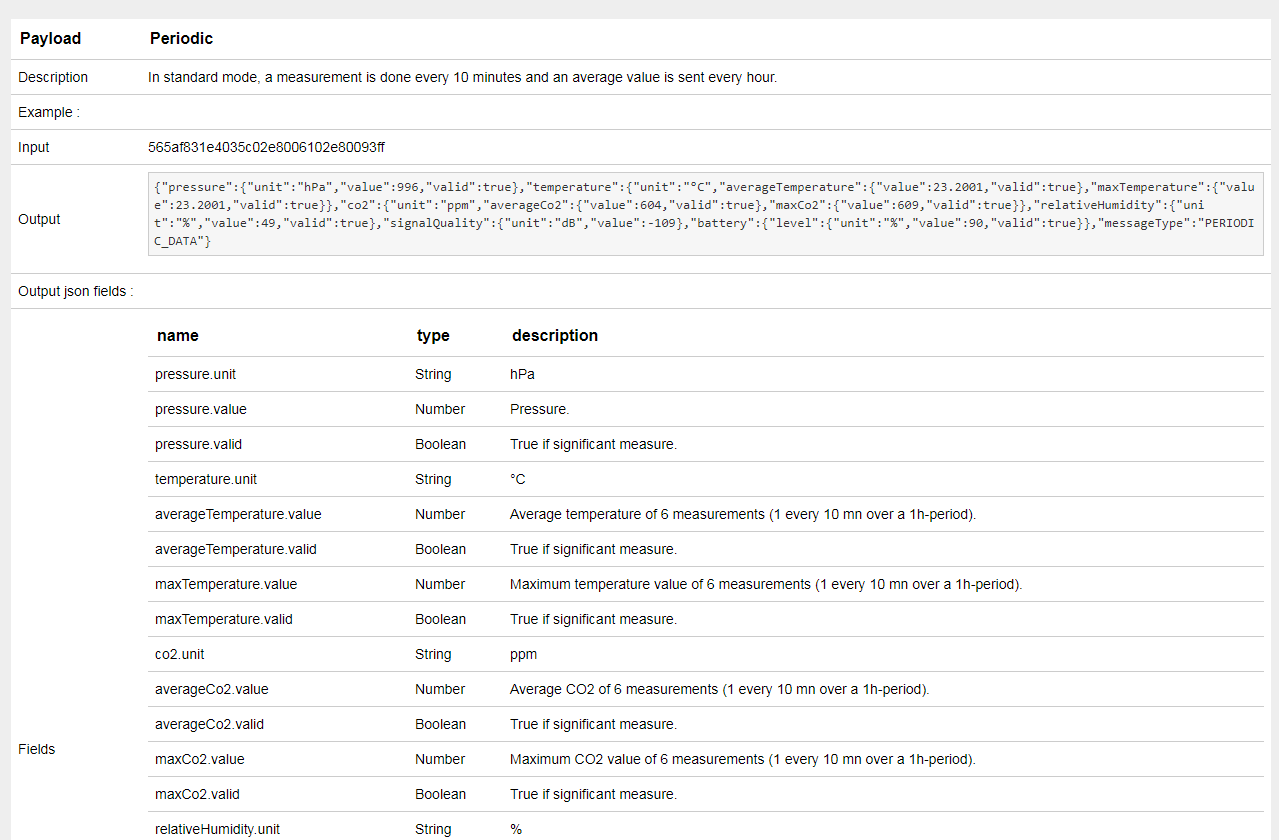 Payload Periodic
Description In standard mode, a measurement is done every 10 minutes and an average value is sent every hour.
Example :
Input 565af831e4035c02e8006102e80093ff
Output
{"pressure":{"unit":"hPa","value":996,"valid":true},"temperature":{"unit":"°C","averageTemperature":{"value":23.2001,"valid":true},"maxTemperature":{"valu
e":23.2001,"valid":true}},"co2":{"unit":"ppm","averageCo2":{"value":604,"valid":true},"maxCo2":{"value":609,"valid":true}},"relativeHumidity":{"uni
t":"%","value":49,"valid":true},"signalQuality":{"unit":"dB","value":-109},"battery":{"level":{"unit":"%","value":90,"valid":true}},"messageType":"PERIODI
C_DATA"}
Output json fields :
Fields
name type description
pressure.unit String hPa
pressure.value Number Pressure.
pressure.valid Boolean True if significant measure.
temperature.unit String °C
averageTemperature.value Number Average temperature of 6 measurements (1 every 10 mn over a 1h-period).
averageTemperature.valid Boolean True if significant measure.
maxTemperature.value Number Maximum temperature value of 6 measurements (1 every 10 mn over a 1h-period).
maxTemperature.valid Boolean True if significant measure.
co2.unit String ppm
averageCo2.value Number Average CO2 of 6 measurements (1 every 10 mn over a 1h-period).
averageCo2.valid Boolean True if significant measure.
maxCo2.value Number Maximum CO2 value of 6 measurements (1 every 10 mn over a 1h-period).
maxCo2.valid Boolean True if significant measure.
relativeHumidity.unit String %